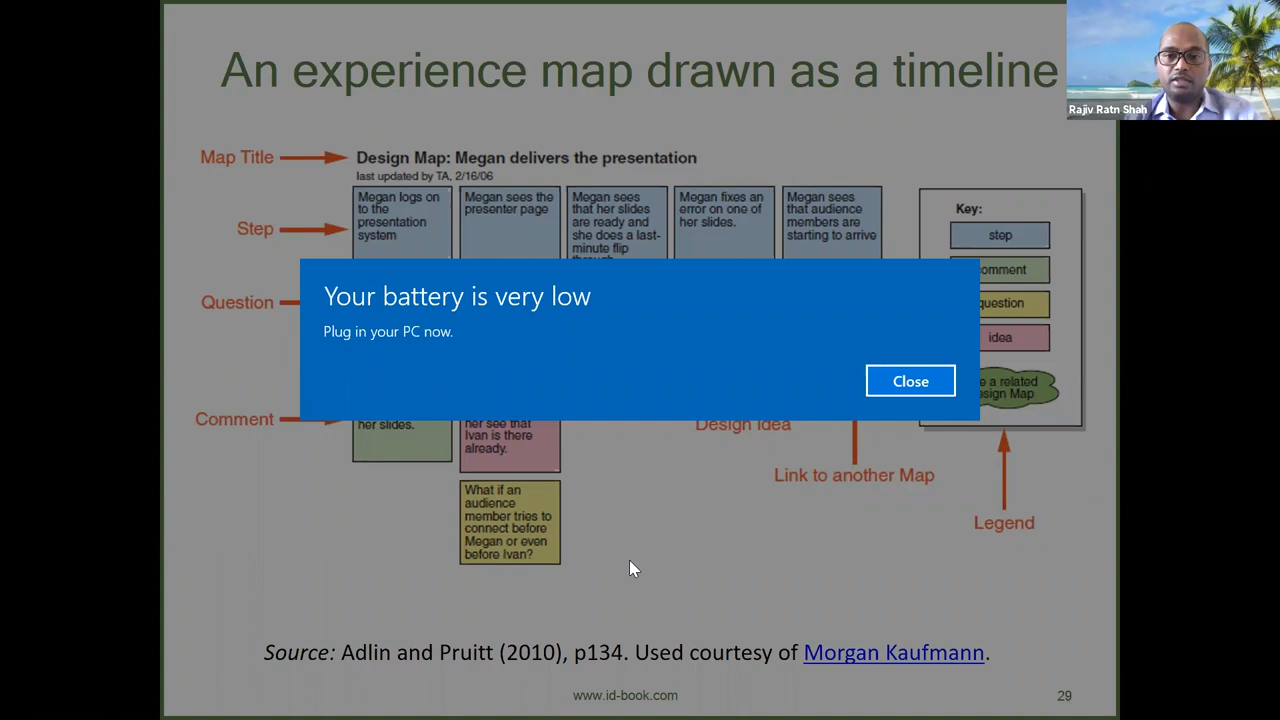 An experience map drawn as a timeline
Rajiv Ratn Shah
Map Title
Design Map: Megan delivers the presentation
last updated by TA, 2/16/06
Step
Megan logs on
to the
presentation
system
Megan sees the
presenter page
Megan sees
that her slides
are ready and
she does a last-
minute flip
through
Megan fixes an
error on one of
her slides.
Megan sees
that audience
members are
starting to arrive
Key:
step
comment
question
idea
a related
sign Map
Question
Your battery is very low
Plug in your PC now.
Close
Comment
her slides.
her see that
Ivan is there
already.
What if an
audience
member tries to
connect before
Megan or even
before Ivan?
Design Idea
Link to another Map
Legend
Source: Adlin and Pruitt (2010), p134. Used courtesy of Morgan Kaufmann.
www.id-book.com
29